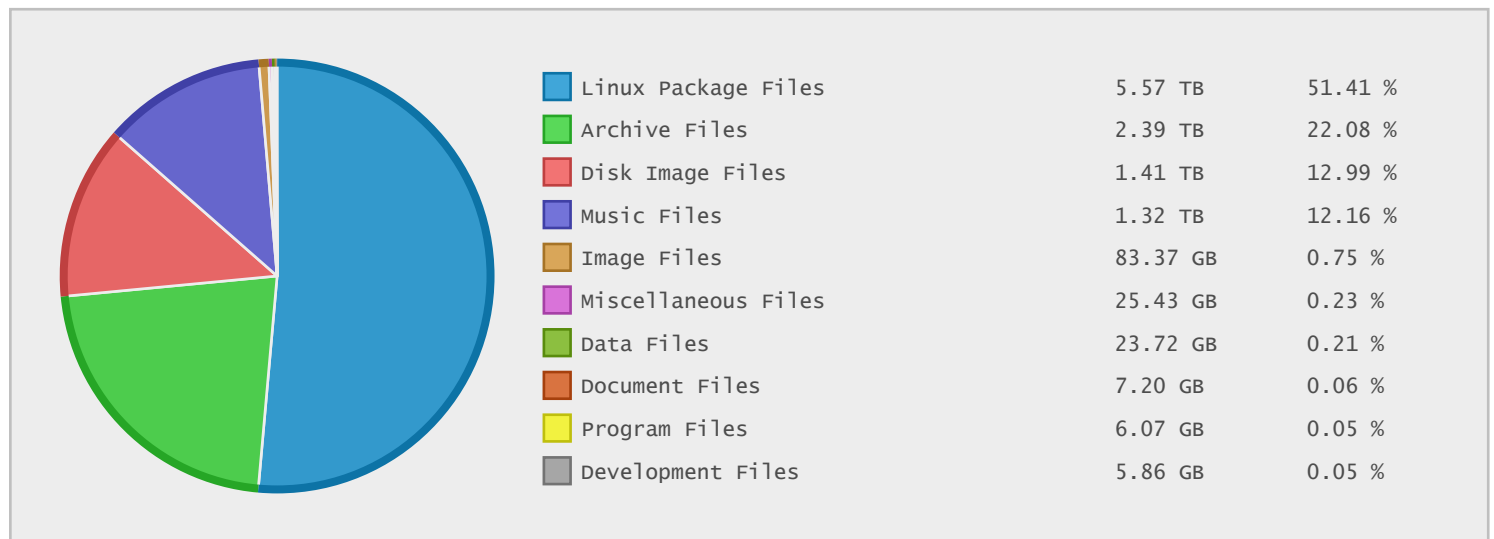 Linux Package Files 5.57 TB 51.41 %
Archive Files 2.39 TB 22.08 %
Disk Image Files 1.41 TB 12.99 %
Music Files 1.32 TB 12.16 %
Image Files 83.37 GB 0.75 %
Miscellaneous Files 25.43 GB 0.23 %
Data Files 23.72 GB 0.21 %
Document Files 7.20 GB 0.06 %
Program Files 6.07 GB 0.05 %
Development Files 5.86 GB 0.05 %